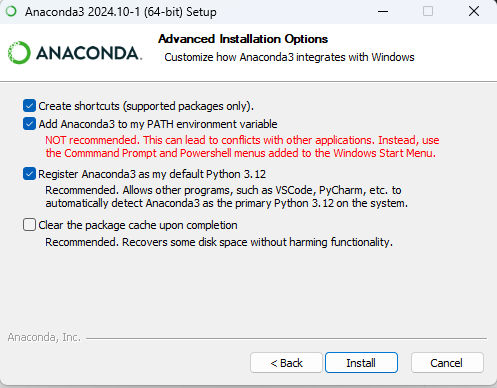 Anaconda3 2024.10-1 (64-bit) Setup
ANACONDA.
Advanced Installation Options
Customize how Anaconda3 integrates with Windows
Create shortcuts (supported packages only).
Add Anaconda3 to my PATH environment variable
NOT recommended. This can lead to conflicts with other applications. Instead, use
the Commmand Prompt and Powershell menus added to the Windows Start Menu.
Register Anaconda3 as my default Python 3.12
Recommended. Allows other programs, such as VSCode, PyCharm, etc. to
automatically detect Anaconda3 as the primary Python 3.12 on the system.
Clear the package cache upon completion
Recommended. Recovers some disk space without harming functionality.
Anaconda, Inc.
< Back
Install
Cancel